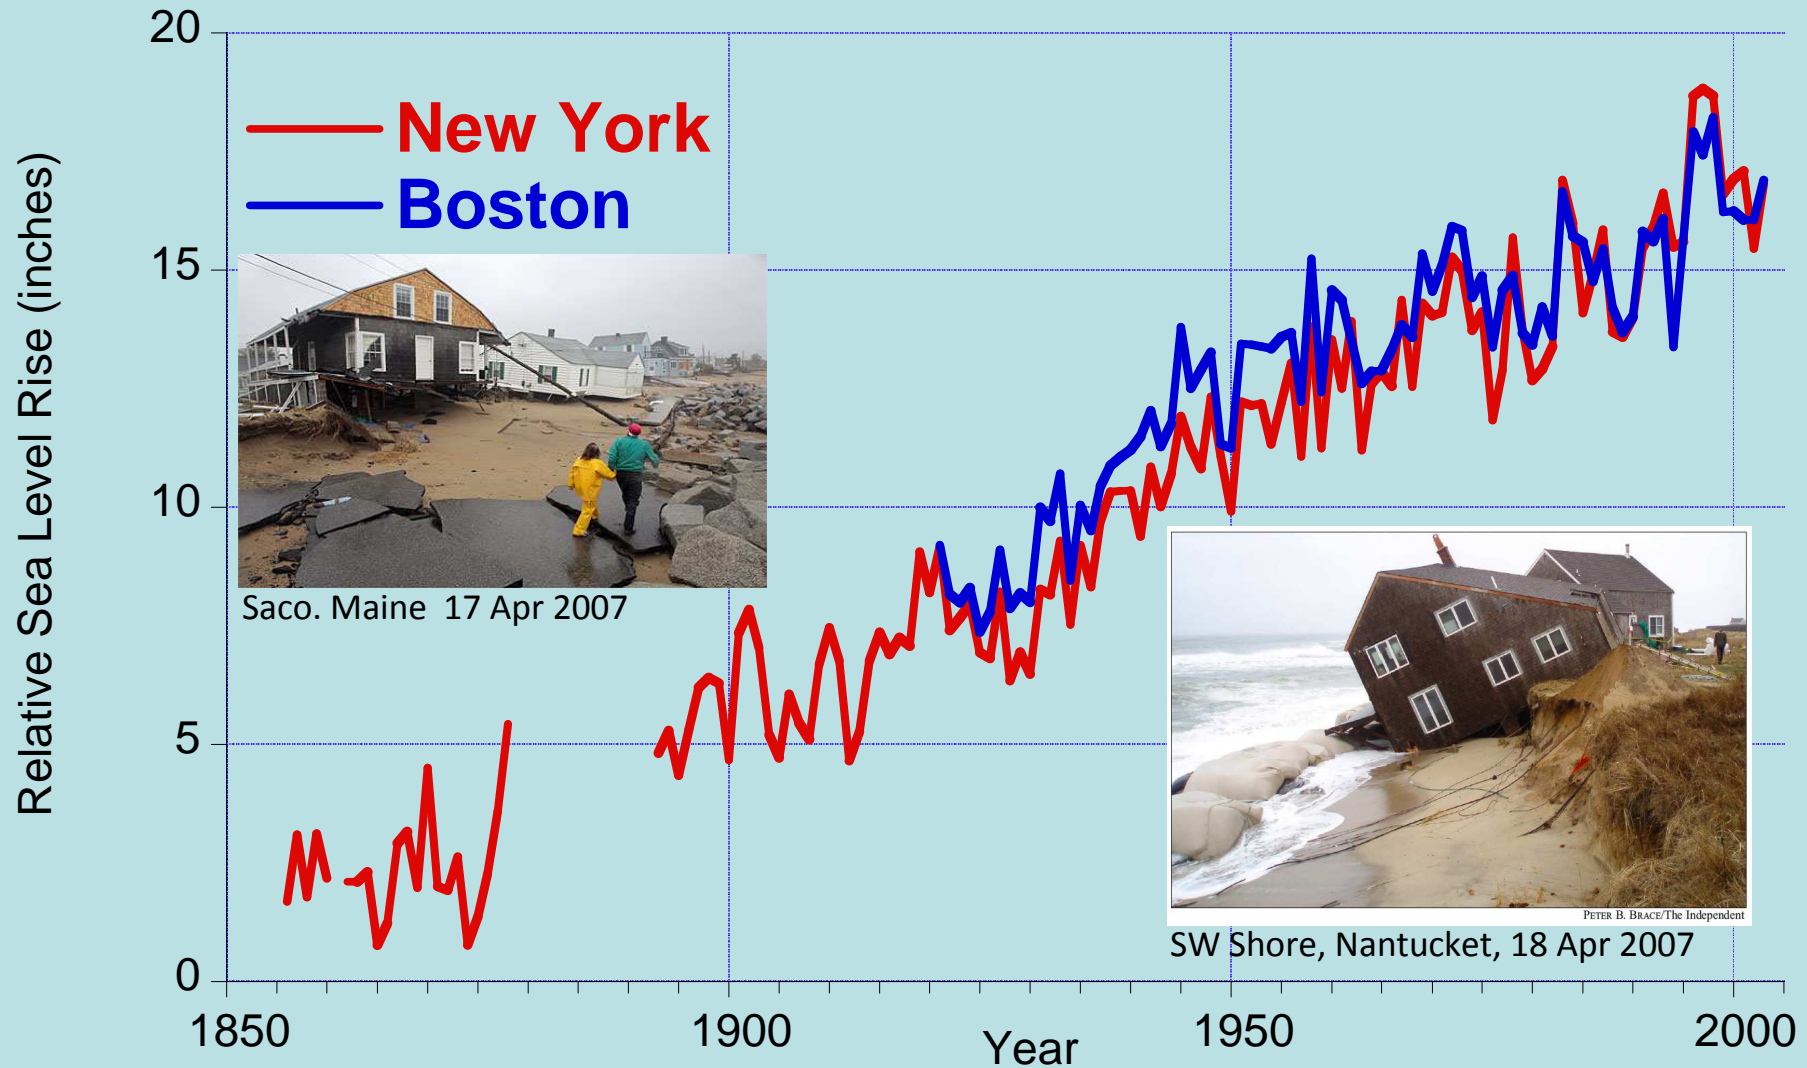 20
15
10
5
0
Relative Sea Level Rise (inches)
New York
Boston
Saco. Maine 17 Apr 2007
PETER B. BRACE/The Independent
SW Shore, Nantucket, 18 Apr 2007
1850
1900
1950
2000
Year